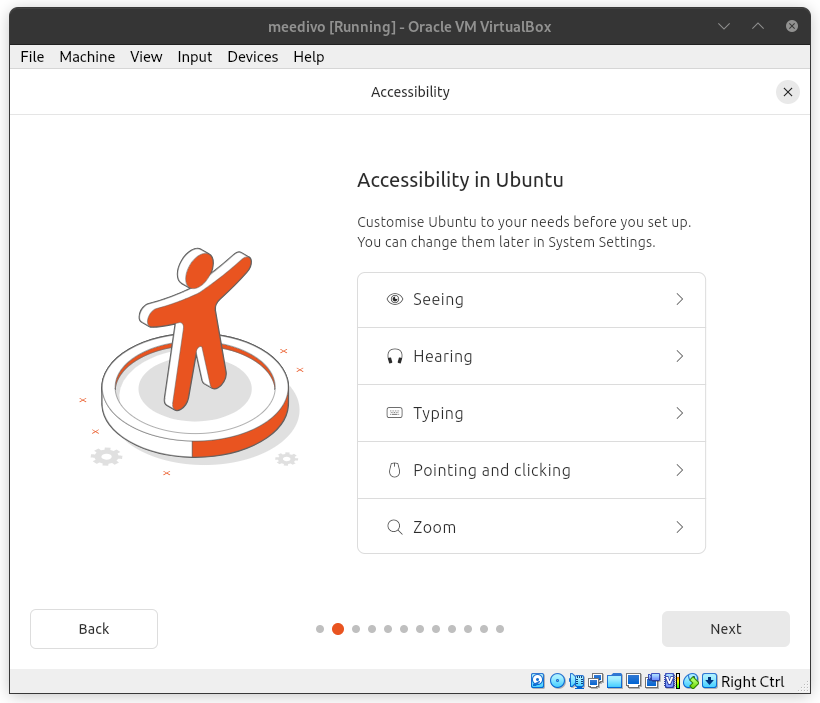 meedivo [Running] - Oracle VM VirtualBox
File Machine View Input Devices Help
Accessibility
Accessibility in Ubuntu
Customise Ubuntu to your needs before you set up.
You can change them later in System Settings.
Seeing
Hearing
Typing
Pointing and clicking
Zoom
Back
Next
Right Ctrl